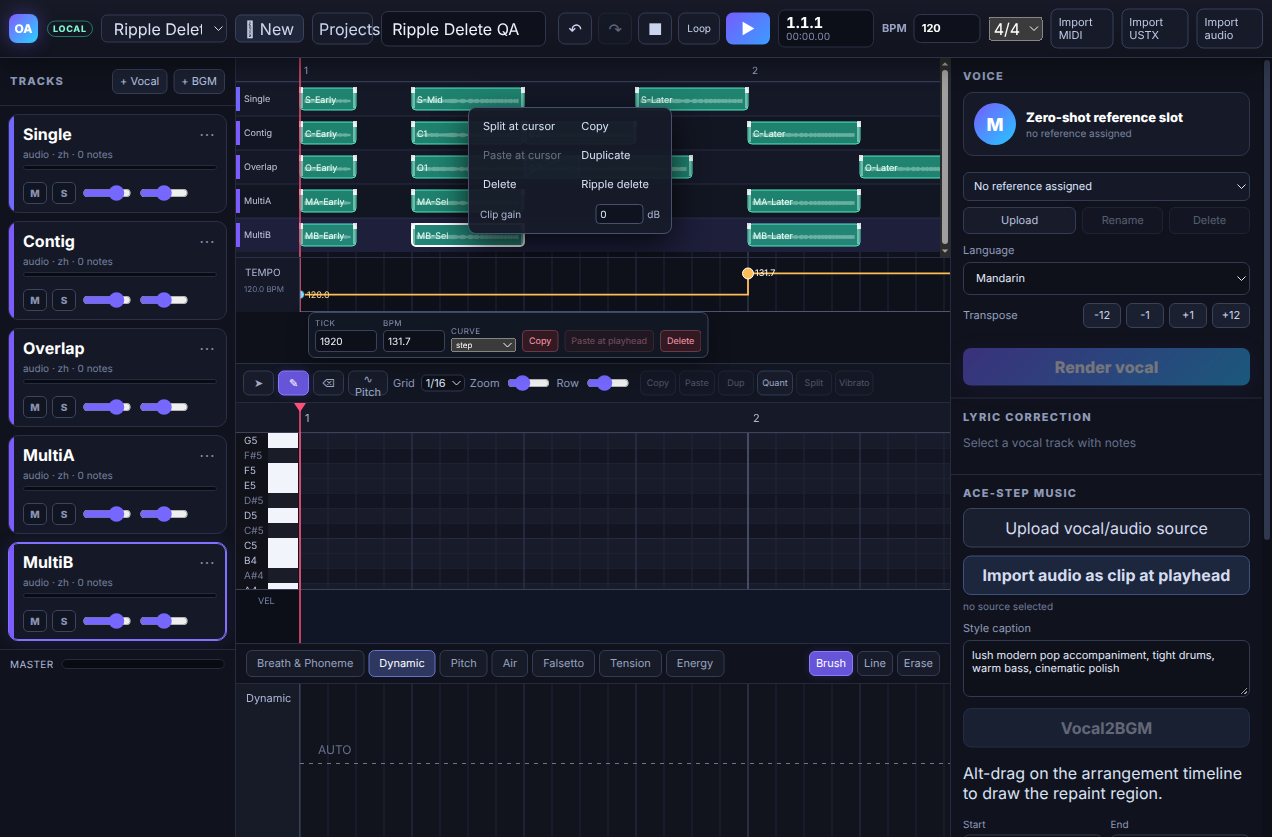 OA
LOCAL
Ripple Delet
New
Projects
Ripple Delete QA
Loop
1.1.1
00:00.00
BPM
120
4/4
Import MIDI
Import USTX
Import audio
TRACKS
+ Vocal
+ BGM
Single
audio · zh · 0 notes
M
S
Contig
audio · zh · 0 notes
M
S
Overlap
audio · zh · 0 notes
M
S
MultiA
audio · zh · 0 notes
M
S
MultiB
audio · zh · 0 notes
M
S
MASTER
1
2
Single
S-Early
S-Mid
S-Later
Contig
C-Early
C1
C-Later
Overlap
O-Early
O1
O-Later
MultiA
MA-Early
MA-Sel
MA-Later
MultiB
MB-Early
MB-Sel
MB-Later
Split at cursor
Copy
Paste at cursor
Duplicate
Delete
Ripple delete
Clip gain
0
dB
TEMPO
120.0 BPM
120.0
131.7
TICK
1920
BPM
131.7
CURVE
step
Copy
Paste at playhead
Delete
Pitch
Grid
1/16
Zoom
Row
Copy
Paste
Dup
Quant
Split
Vibrato
1
2
G5
F#5
F5
E5
D#5
D5
C#5
C5
B4
A#4
VEL
Breath & Phoneme
Dynamic
Pitch
Air
Falsetto
Tension
Energy
Brush
Line
Erase
Dynamic
AUTO
VOICE
M
Zero-shot reference slot
no reference assigned
No reference assigned
Upload
Rename
Delete
Language
Mandarin
Transpose
-12
-1
+1
+12
Render vocal
LYRIC CORRECTION
Select a vocal track with notes
ACE-STEP MUSIC
Upload vocal/audio source
Import audio as clip at playhead
no source selected
Style caption
lush modern pop accompaniment, tight drums,
warm bass, cinematic polish
Vocal2BGM
Alt-drag on the arrangement timeline
to draw the repaint region.
Start
End